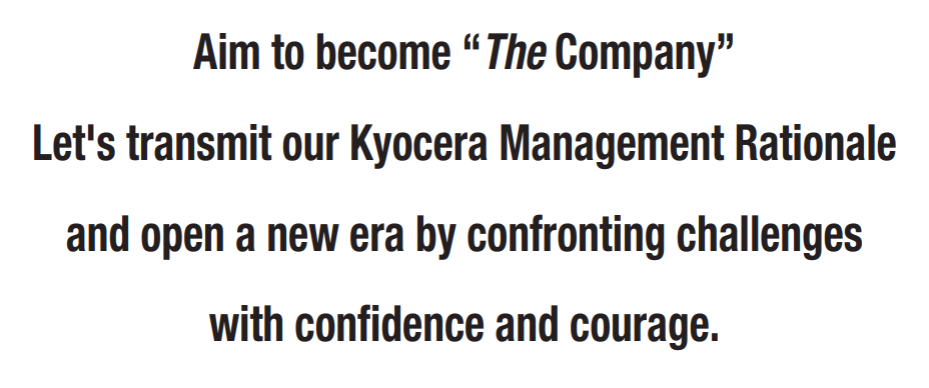 Aim to become “The Company”
Let's transmit our Kyocera Management Rationale
and open a new era by confronting challenges
with confidence and courage.